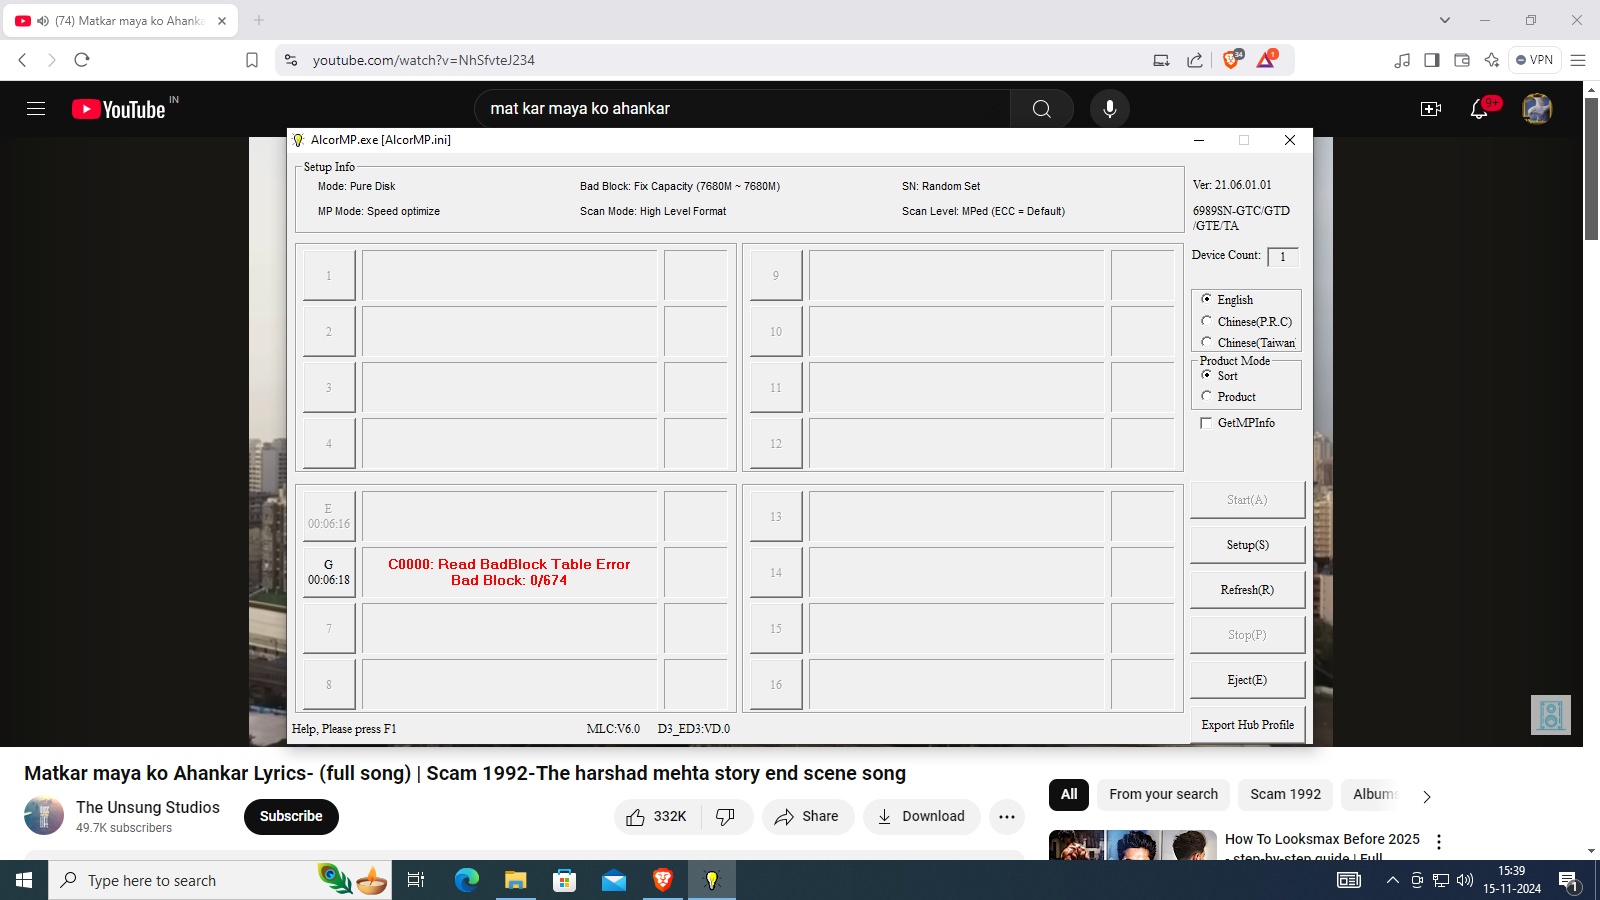 (74) Matkar maya ko Ahanka
youtube.com/watch?v=NhSfvteJ234
34
1
VPN
YouTube IN
mat kar maya ko ahankar
9+
AlcorMP.exe [AlcorMP.ini]
Setup Info
Mode: Pure Disk
Bad Block: Fix Capacity (7680M ~ 7680M)
SN: Random Set
MP Mode: Speed optimize
Scan Mode: High Level Format
Scan Level: MPed (ECC = Default)
Ver: 21.06.01.01
6989SN-GTC/GTD
/GTE/TA
Device Count: 1
1
2
3
4
9
10
11
12
English
Chinese(P.R.C)
Chinese(Taiwan)
Product Mode
Sort
Product
GetMPInfo
E
00:06:16
G
00:06:18
C0000: Read BadBlock Table Error
Bad Block: 0/674
7
8
13
14
15
16
Start(A)
Setup(S)
Refresh(R)
Stop(P)
Eject(E)
Export Hub Profile
Help, Please press F1
MLC:V6.0
D3_ED3:VD.0
Matkar maya ko Ahankar Lyrics- (full song) | Scam 1992-The harshad mehta story end scene song
The Unsung Studios
49.7K subscribers
Subscribe
332K
Share
Download
All
From your search
Scam 1992
Albums
How To Looksmax Before 2025
- step-by-step guide | Full
Type here to search
15:39
15-11-2024
1